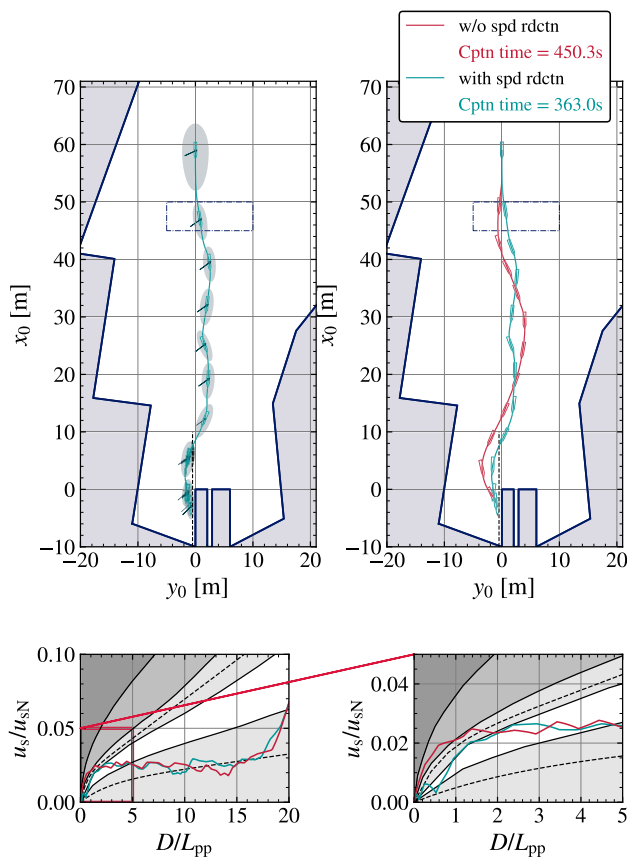 w/o spd rdctn
Cptn time = 450.3s
with spd rdctn
Cptn time = 363.0s
70
60
50
40
30
20
10
0
−10
x0 [m]
−20 −10 0 10 20
y0 [m]
70
60
50
40
30
20
10
0
−10
x0 [m]
−20 −10 0 10 20
y0 [m]
0.10
0.05
0.00
us/usN
0 5 10 15 20
D/Lpp
0.04
0.02
0.00
us/usN
0 1 2 3 4 5
D/Lpp